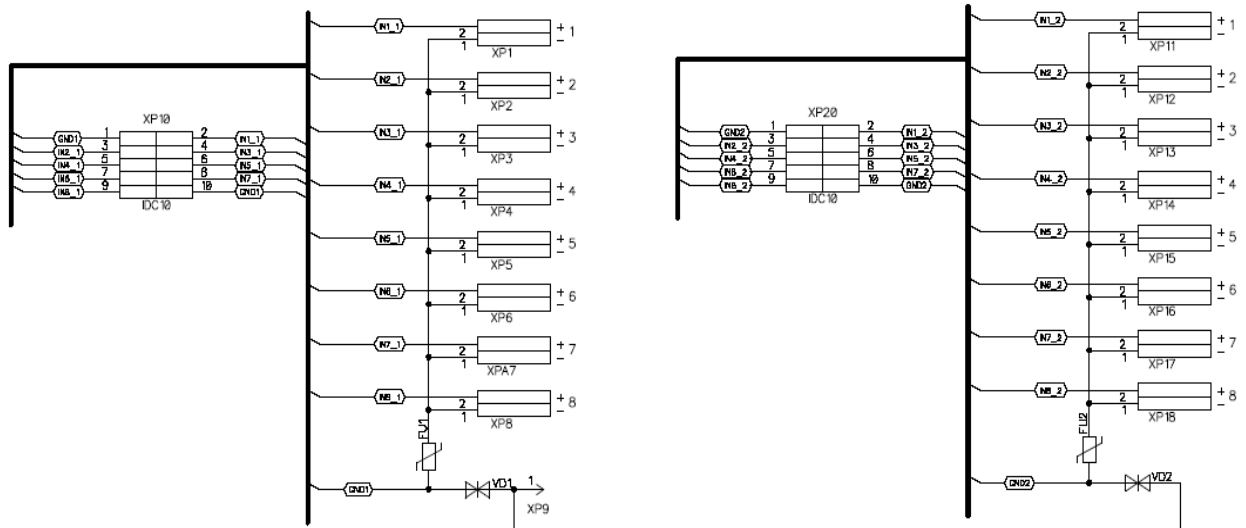 IN1_1 2 + 1
1 −
XP1
IN2_1 2 + 2
1 −
XP2
IN3_1 2 + 3
1 −
XP3
IN4_1 2 + 4
1 −
XP4
IN5_1 2 + 5
1 −
XP5
IN6_1 2 + 6
1 −
XP6
IN7_1 2 + 7
1 −
XPA7
IN8_1 2 + 8
1 −
XP8
FU1
GND1 VD1 1
XP9
XP10
GND1 1 2 IN1_1
IN2_1 3 4 IN3_1
IN4_1 5 6 IN5_1
IN6_1 7 8 IN7_1
IN8_1 9 10 GND1
IDC10
IN1_2 2 + 1
1 −
XP11
IN2_2 2 + 2
1 −
XP12
IN3_2 2 + 3
1 −
XP13
IN4_2 2 + 4
1 −
XP14
IN5_2 2 + 5
1 −
XP15
IN6_2 2 + 6
1 −
XP16
IN7_2 2 + 7
1 −
XP17
IN8_2 2 + 8
1 −
XP18
FU2
GND2 VD2
XP20
GND2 1 2 IN1_2
IN2_2 3 4 IN3_2
IN4_2 5 6 IN5_2
IN6_2 7 8 IN7_2
IN8_2 9 10 GND2
IDC10